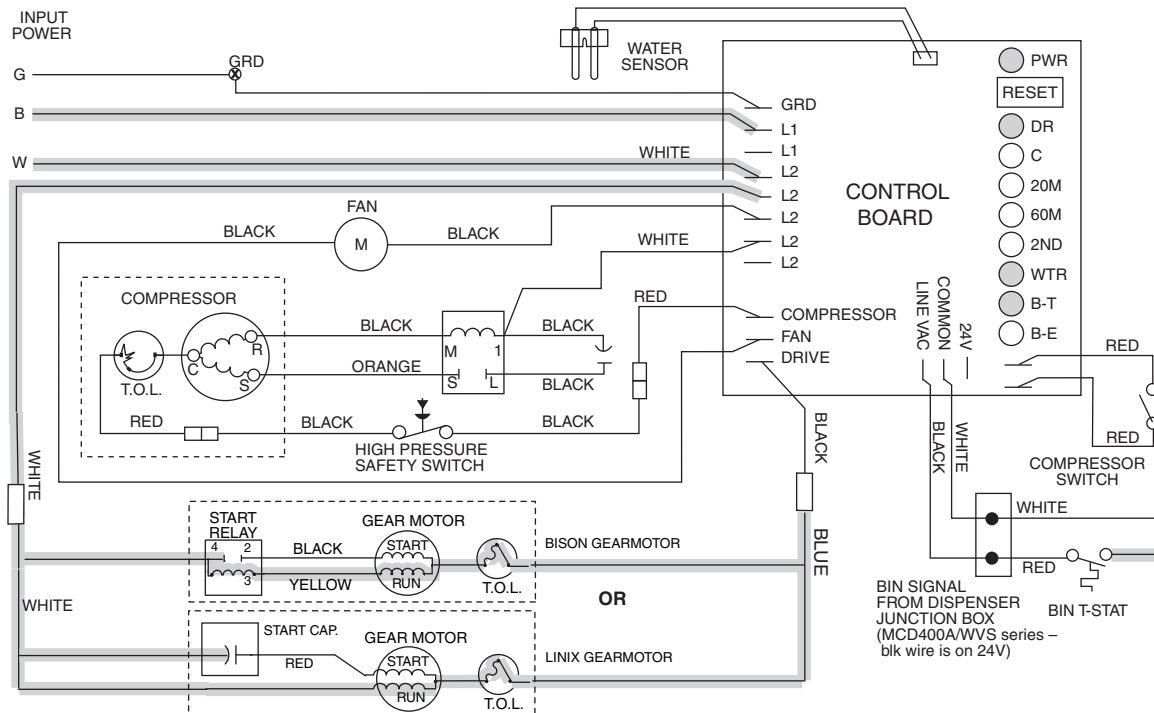 INPUT
POWER
G
GRD
B
W
WHITE
WATER
SENSOR
GRD
L1
L1
L2
L2
L2
L2
L2
COMPRESSOR
FAN
DRIVE
CONTROL
BOARD
PWR
RESET
DR
C
20M
60M
2ND
WTR
B-T
B-E
LINE VAC
COMMON
24V
FAN
BLACK
M
BLACK
WHITE
RED
COMPRESSOR
T.O.L.
C
R
S
BLACK
ORANGE
M
1
S
L
BLACK
BLACK
RED
BLACK
BLACK
HIGH PRESSURE
SAFETY SWITCH
RED
RED
COMPRESSOR
SWITCH
BLACK
WHITE
BLACK
BLUE
WHITE
WHITE
START
RELAY
4
2
3
BLACK
YELLOW
GEAR MOTOR
START
RUN
T.O.L.
BISON GEARMOTOR
OR
START CAP.
RED
GEAR MOTOR
START
RUN
T.O.L.
LINIX GEARMOTOR
WHITE
RED
BIN T-STAT
BIN SIGNAL
FROM DISPENSER
JUNCTION BOX
(MCD400A/WVS series –
blk wire is on 24V)